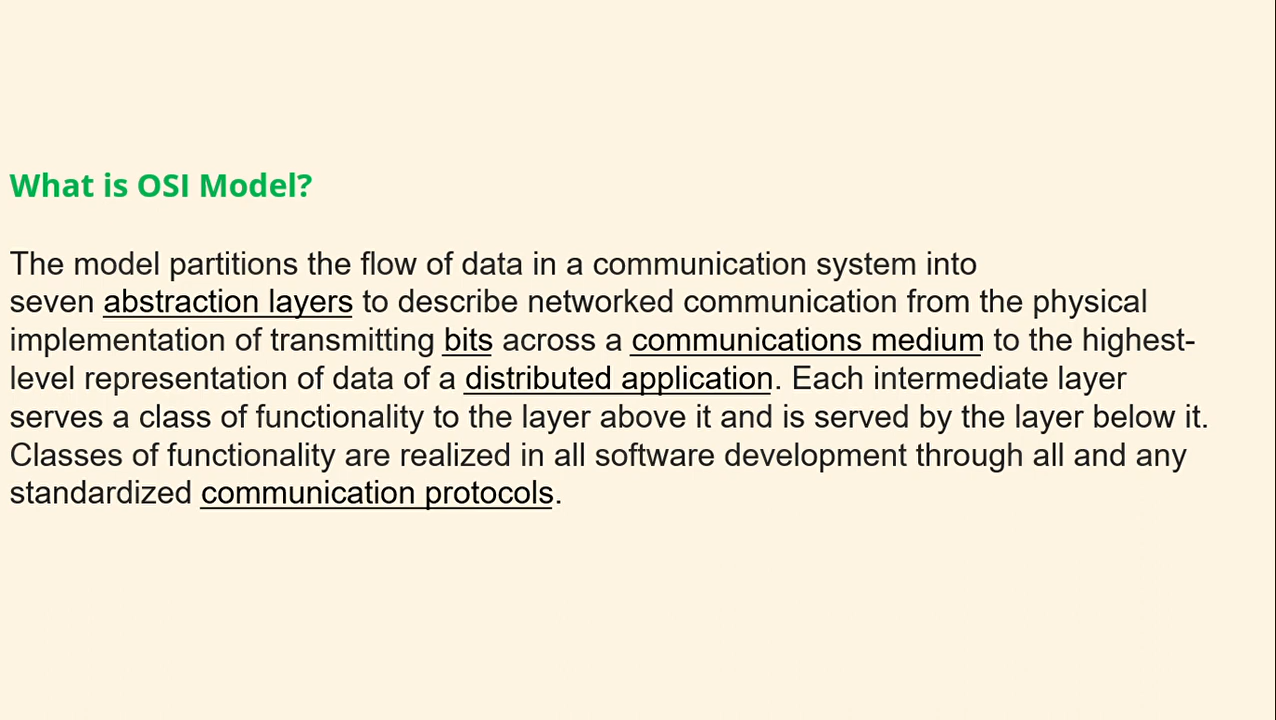 What is OSI Model?
The model partitions the flow of data in a communication system into
seven abstraction layers to describe networked communication from the physical
implementation of transmitting bits across a communications medium to the highest-
level representation of data of a distributed application. Each intermediate layer
serves a class of functionality to the layer above it and is served by the layer below it.
Classes of functionality are realized in all software development through all and any
standardized communication protocols.